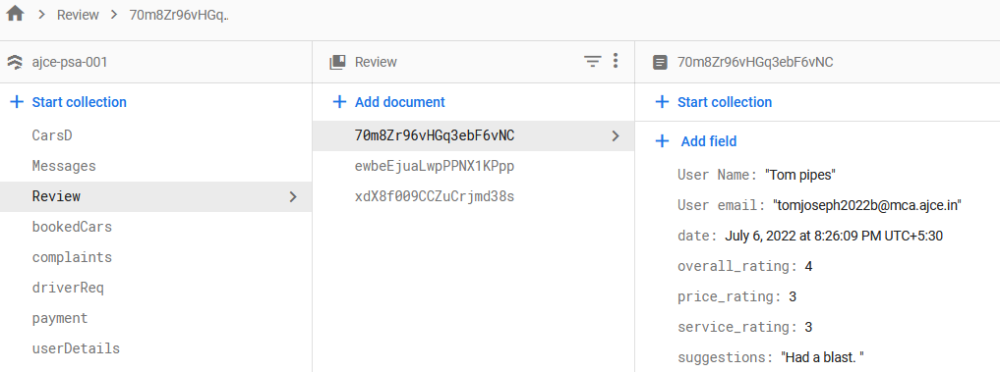 Review
70m8Zr96vHGq..
ajce-psa-001
Start collection
CarsD
Messages
Review
bookedCars
complaints
driverReq
payment
userDetails
Review
Add document
70m8Zr96vHGq3ebF6vNC
ewbeEjuaLwpPPNX1KPpp
xdX8f009CCZuCrjmd38s
70m8Zr96vHGq3ebF6vNC
Start collection
Add field
User Name: "Tom pipes"
User email: "tomjoseph2022b@mca.ajce.in"
date: July 6, 2022 at 8:26:09 PM UTC+5:30
overall_rating: 4
price_rating: 3
service_rating: 3
suggestions: "Had a blast. "